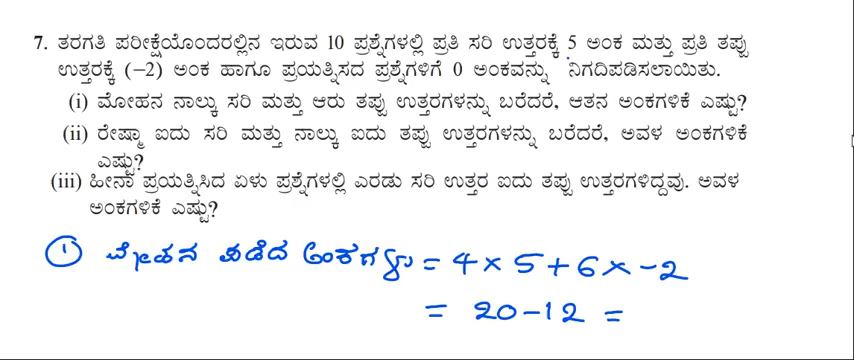 7. ತರಗತಿ ಪರೀಕ್ಷೆಯೊಂದರಲ್ಲಿನ ಇರುವ 10 ಪ್ರಶ್ನೆಗಳಲ್ಲಿ ಪ್ರತಿ ಸರಿ ಉತ್ತರಕ್ಕೆ 5 ಅಂಕ ಮತ್ತು ಪ್ರತಿ ತಪ್ಪು
ಉತ್ತರಕ್ಕೆ (−2) ಅಂಕ ಹಾಗೂ ಪ್ರಯತ್ನಿಸದ ಪ್ರಶ್ನೆಗಳಿಗೆ 0 ಅಂಕವನ್ನು ನಿಗದಿಪಡಿಸಲಾಯಿತು.
(i) ಮೋಹನ ನಾಲ್ಕು ಸರಿ ಮತ್ತು ಆರು ತಪ್ಪು ಉತ್ತರಗಳನ್ನು ಬರೆದರೆ, ಆತನ ಅಂಕಗಳಿಕೆ ಎಷ್ಟು?
(ii) ರೇಷ್ಮಾ ಐದು ಸರಿ ಮತ್ತು ನಾಲ್ಕು ಐದು ತಪ್ಪು ಉತ್ತರಗಳನ್ನು ಬರೆದರೆ, ಅವಳ ಅಂಕಗಳಿಕೆ
ಎಷ್ಟು?
(iii) ಹೀನಾ ಪ್ರಯತ್ನಿಸಿದ ಏಳು ಪ್ರಶ್ನೆಗಳಲ್ಲಿ ಎರಡು ಸರಿ ಉತ್ತರ ಐದು ತಪ್ಪು ಉತ್ತರಗಳಿದ್ದವು. ಅವಳ
ಅಂಕಗಳಿಕೆ ಎಷ್ಟು?
① ಮೋಹನ ಪಡೆದ ಅಂಕಗಳು = 4 × 5 + 6 × −2
= 20 − 12 =